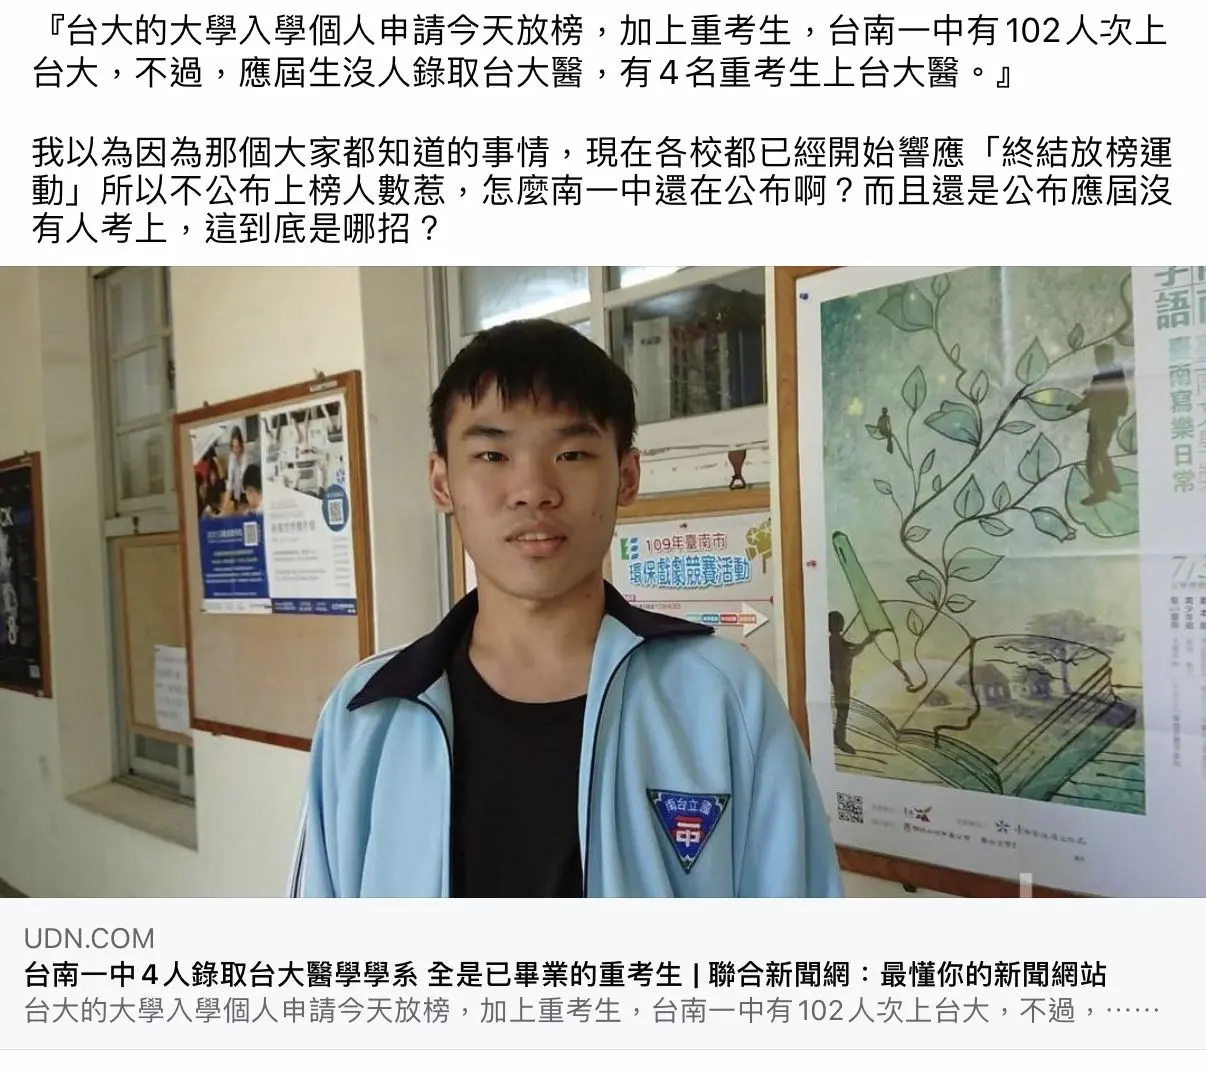 『台大的大學入學個人申請今天放榜，加上重考生，台南一中有102人次上
台大，不過，應屆生沒人錄取台大醫，有4名重考生上台大醫。』
我以為因為那個大家都知道的事情，現在各校都已經開始響應「終結放榜運
動」所以不公布上榜人數惹，怎麼南一中還在公布啊？而且還是公布應屆沒
有人考上，這到底是哪招？
語
臺南寫樂日常
109年臺南市
環保戲劇競賽活動
南台立國
一中
7/3
UDN.COM
台南一中4人錄取台大醫學學系 全是已畢業的重考生 | 聯合新聞網：最懂你的新聞網站
台大的大學入學個人申請今天放榜，加上重考生，台南一中有102人次上台大，不過，……